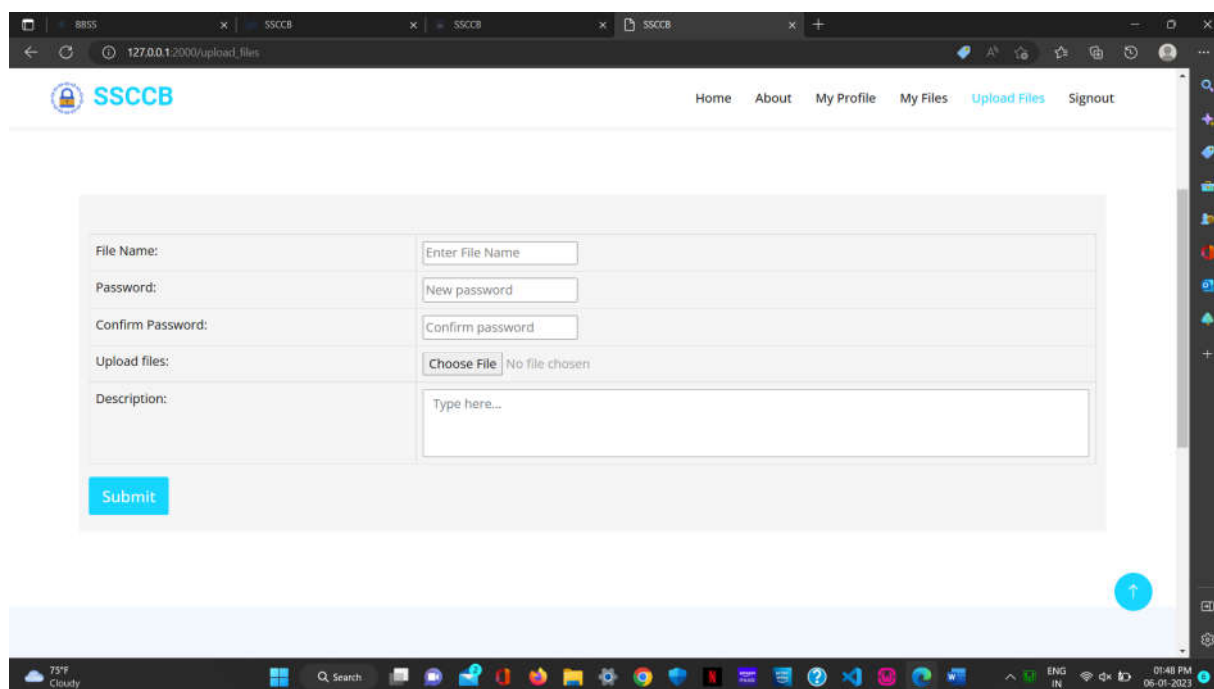 BBSS
SSCCB
SSCCB
SSCCB
127.0.0.1:2000/upload_files
SSCCB
Home About My Profile My Files Upload Files Signout
File Name: Enter File Name
Password: New password
Confirm Password: Confirm password
Upload files: Choose File No file chosen
Description: Type here...
Submit
75°F
Cloudy
Search
ENG
IN
01:48 PM
06-01-2023